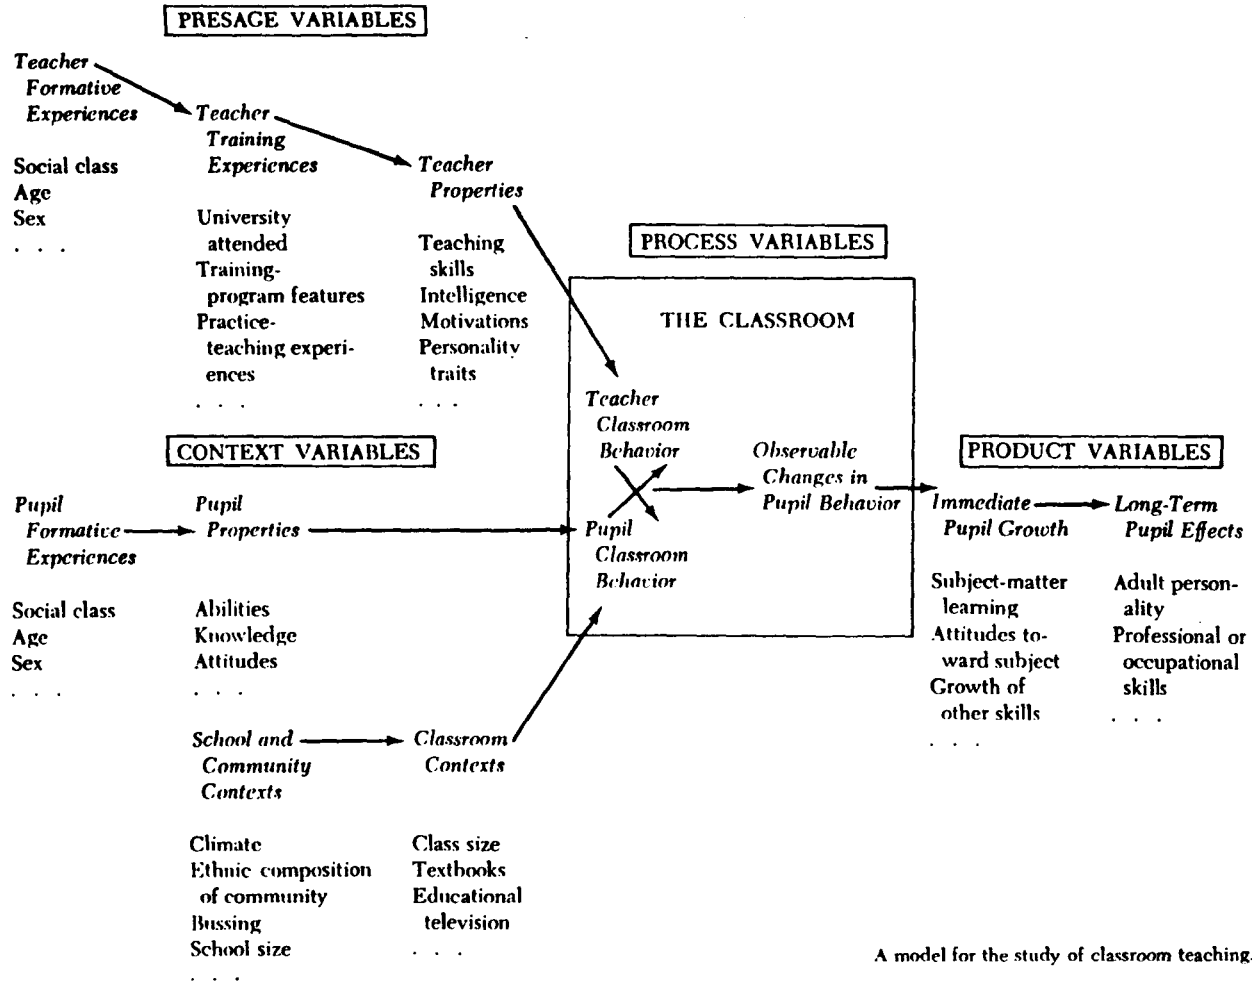 PRESAGE VARIABLES
Teacher
Formative
Experiences
Social class
Age
Sex
. . .
Teacher
Training
Experiences
University
attended
Training-
program features
Practice-
teaching experi-
ences
. . .
Teacher
Properties
Teaching
skills
Intelligence
Motivations
Personality
traits
. . .
PROCESS VARIABLES
THE CLASSROOM
Teacher
Classroom
Behavior
Pupil
Classroom
Behavior
Observable
Changes in
Pupil Behavior
CONTEXT VARIABLES
Pupil
Formative
Experiences
Social class
Age
Sex
. . .
Pupil
Properties
Abilities
Knowledge
Attitudes
. . .
School and
Community
Contexts
Climate
Ethnic composition
of community
Bussing
School size
. . .
Classroom
Contexts
Class size
Textbooks
Educational
television
. . .
PRODUCT VARIABLES
Immediate
Pupil Growth
Subject-matter
learning
Attitudes to-
ward subject
Growth of
other skills
. . .
Long-Term
Pupil Effects
Adult person-
ality
Professional or
occupational
skills
. . .
A model for the study of classroom teaching.